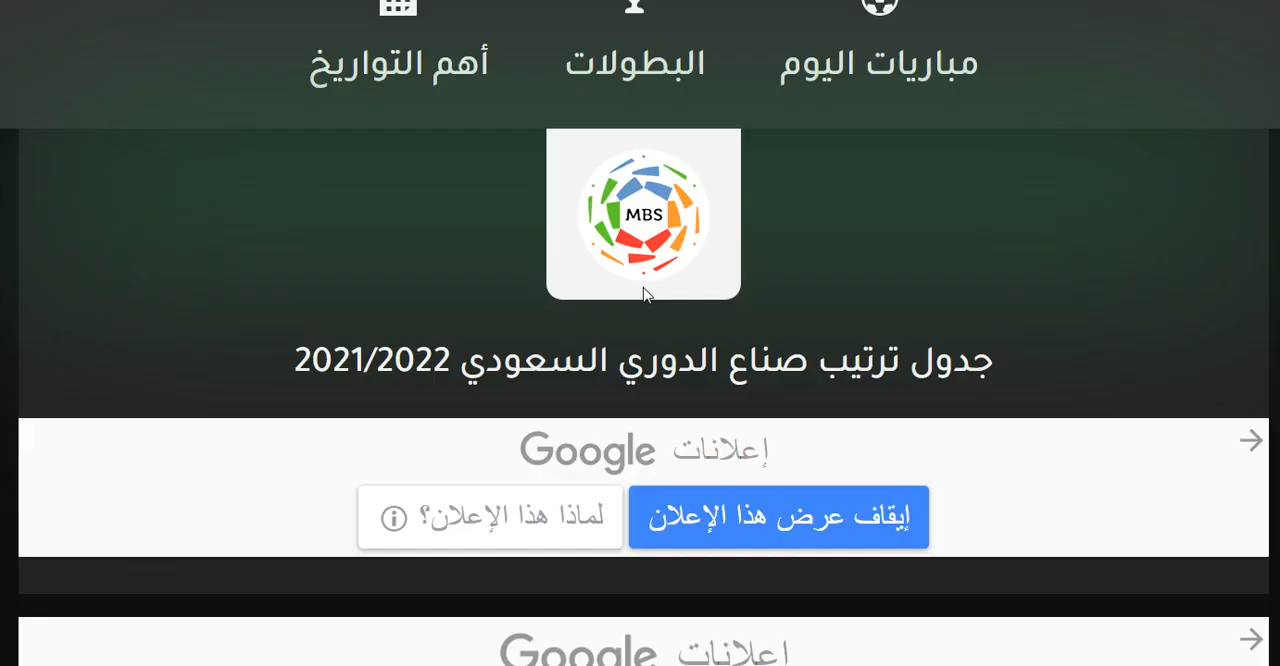 مباريات اليوم
البطولات
أهم التواريخ
MBS
جدول ترتيب صناع الدوري السعودي 2021/2022
إعلانات Google
إيقاف عرض هذا الإعلان
لماذا هذا الإعلان؟
إعلانات Google